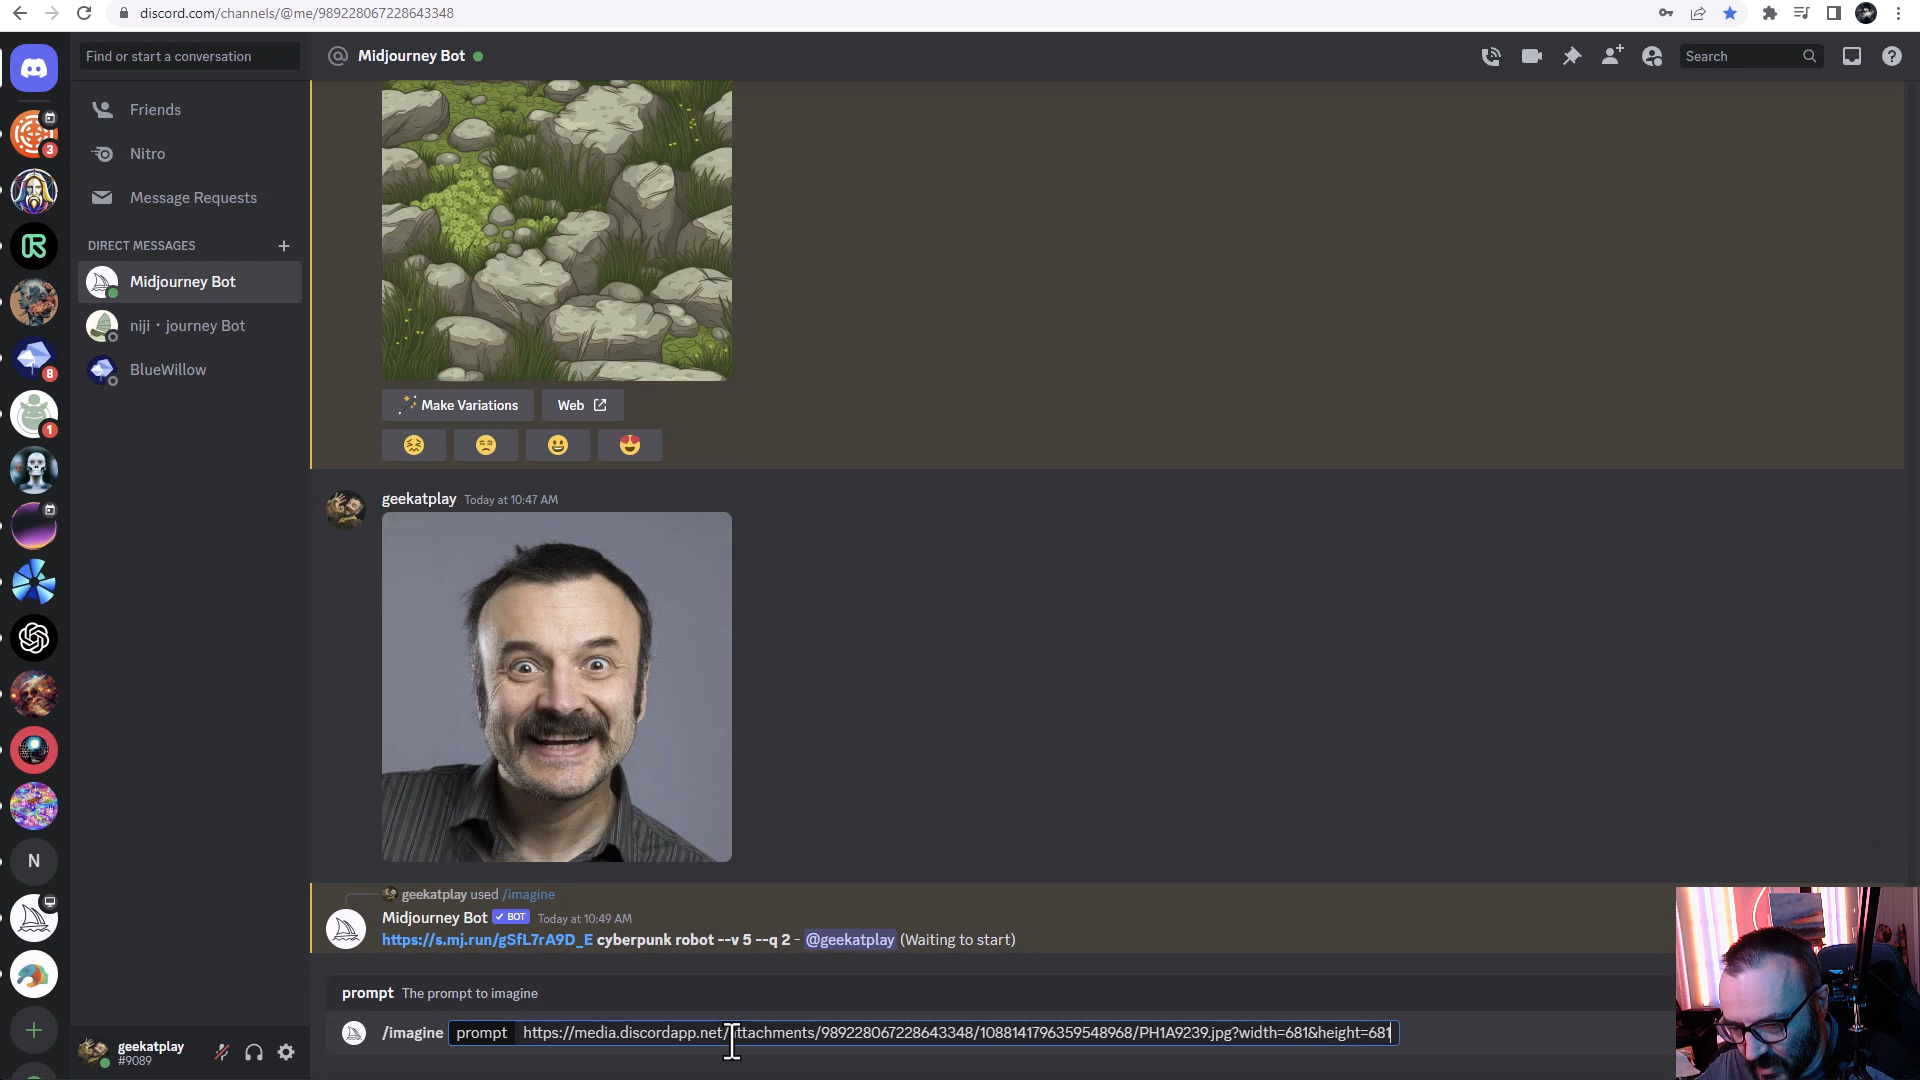 discord.com/channels/@me/989228067228643348
Find or start a conversation
Midjourney Bot
Search
Friends
Nitro
Message Requests
DIRECT MESSAGES
Midjourney Bot
niji・journey Bot
BlueWillow
3
8
1
N
Make Variations
Web
geekatplay Today at 10:47 AM
geekatplay used /imagine
Midjourney Bot BOT Today at 10:49 AM
https://s.mj.run/gSfL7rA9D_E cyberpunk robot --v 5 --q 2 - @geekatplay (Waiting to start)
prompt The prompt to imagine
/imagine prompt https://media.discordapp.net/attachments/989228067228643348/1088141796359548968/PH1A9239.jpg?width=681&height=681
geekatplay
#9089